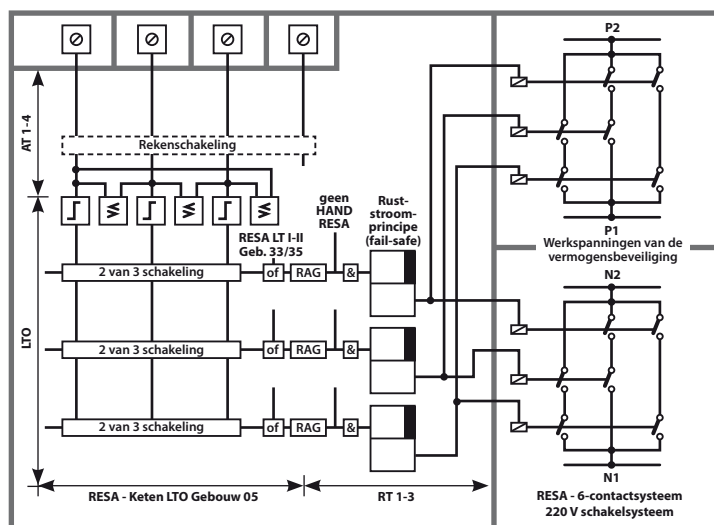 P2
AT 1-4
Rekenschakeling
RESA LT I-II
Geb. 33/35
geen
HAND
RESA
Rust-
stroom-
principe
(fail-safe)
P1
Werkspanningen van de
vermogensbeveiliging
N2
LTO
2 van 3 schakeling
of
RAG
&
2 van 3 schakeling
of
RAG
&
2 van 3 schakeling
of
RAG
&
N1
RESA - Keten LTO Gebouw 05
RT 1-3
RESA - 6-contactsysteem
220 V schakelsysteem